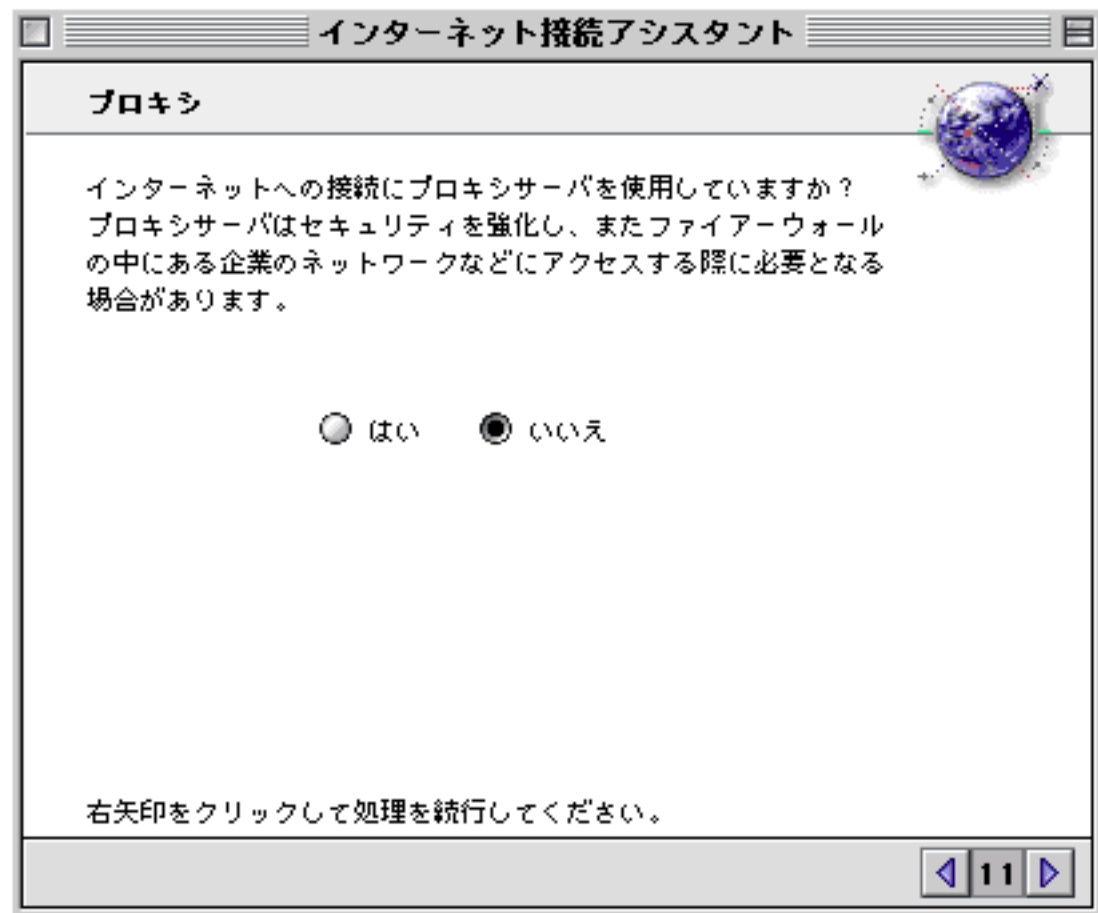 インターネット接続アシスタント
プロキシ
インターネットへの接続にプロキシサーバを使用していますか？
プロキシサーバはセキュリティを強化し、またファイアーウォール
の中にある企業のネットワークなどにアクセスする際に必要となる
場合があります。
はい いいえ
右矢印をクリックして処理を続行してください。
11